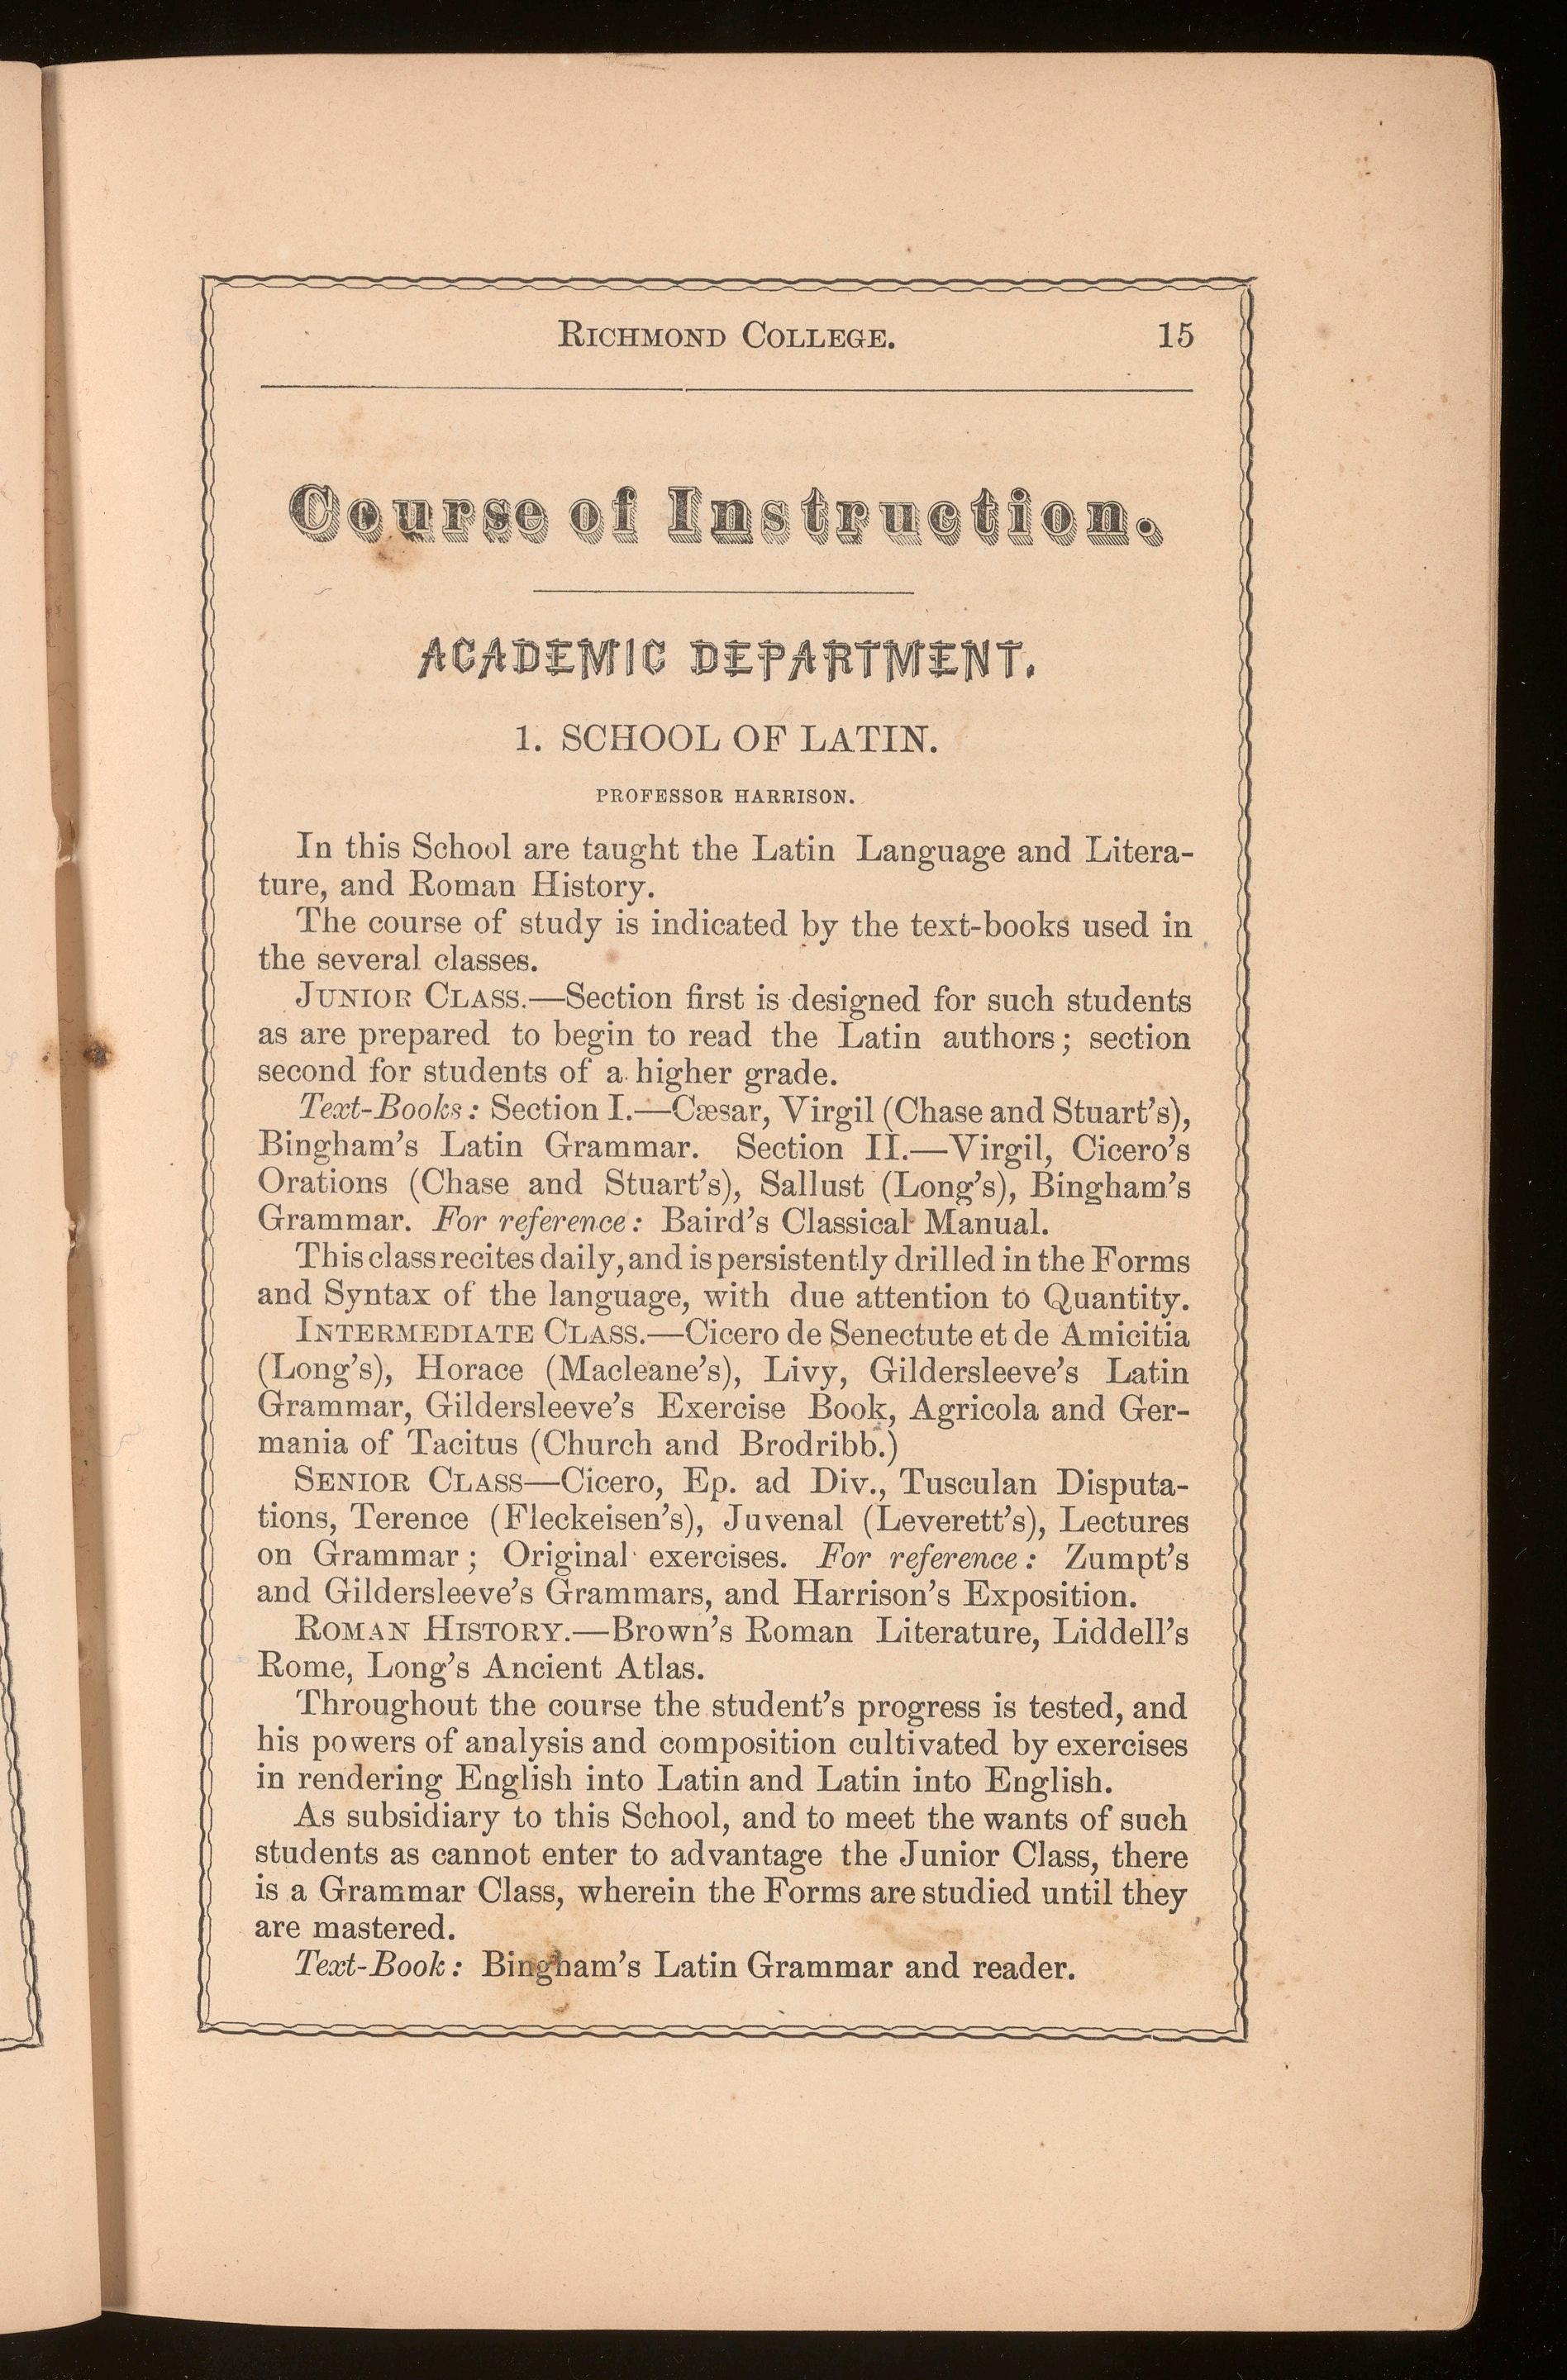 RICHMOND COLLEGE. 15
Course of Instruction.
ACADEMIC DEPARTMENT.
1. SCHOOL OF LATIN.
PROFESSOR HARRISON.
In this School are taught the Latin Language and Litera-
ture, and Roman History.
The course of study is indicated by the text-books used in
the several classes.
JUNIOR CLASS.—Section first is designed for such students
as are prepared to begin to read the Latin authors; section
second for students of a higher grade.
Text-Books: Section I.—Cæsar, Virgil (Chase and Stuart's),
Bingham's Latin Grammar. Section II.—Virgil, Cicero's
Orations (Chase and Stuart's), Sallust (Long's), Bingham's
Grammar. For reference: Baird's Classical Manual.
This class recites daily, and is persistently drilled in the Forms
and Syntax of the language, with due attention to Quantity.
INTERMEDIATE CLASS.—Cicero de Senectute et de Amicitia
(Long's), Horace (Macleane's), Livy, Gildersleeve's Latin
Grammar, Gildersleeve's Exercise Book, Agricola and Ger-
mania of Tacitus (Church and Brodribb.)
SENIOR CLASS—Cicero, Ep. ad Div., Tusculan Disputa-
tions, Terence (Fleckeisen's), Juvenal (Leverett's), Lectures
on Grammar; Original exercises. For reference: Zumpt's
and Gildersleeve's Grammars, and Harrison's Exposition.
ROMAN HISTORY.—Brown's Roman Literature, Liddell's
Rome, Long's Ancient Atlas.
Throughout the course the student's progress is tested, and
his powers of analysis and composition cultivated by exercises
in rendering English into Latin and Latin into English.
As subsidiary to this School, and to meet the wants of such
students as cannot enter to advantage the Junior Class, there
is a Grammar Class, wherein the Forms are studied until they
are mastered.
Text-Book: Bingham's Latin Grammar and reader.